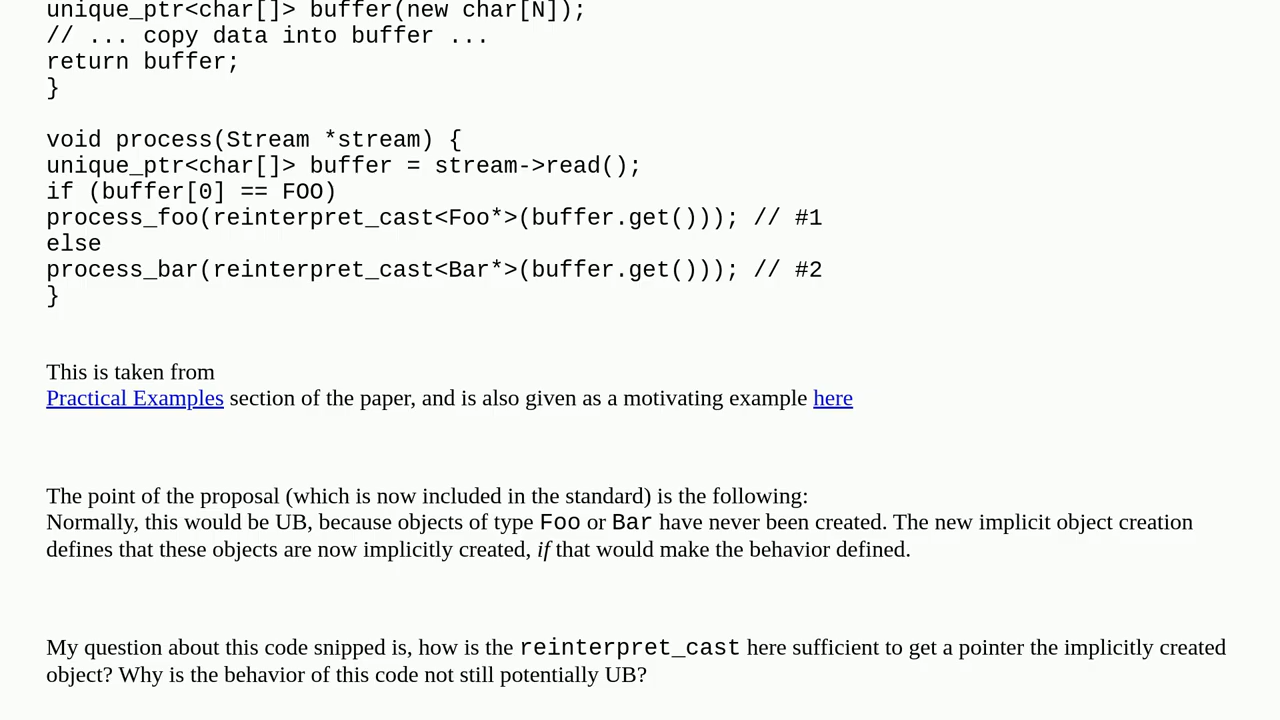 unique_ptr<char[]> buffer(new char[N]);
// ... copy data into buffer ...
return buffer;
}
void process(Stream *stream) {
unique_ptr<char[]> buffer = stream->read();
if (buffer[0] == FOO)
process_foo(reinterpret_cast<Foo*>(buffer.get())); // #1
else
process_bar(reinterpret_cast<Bar*>(buffer.get())); // #2
}
This is taken from
Practical Examples section of the paper, and is also given as a motivating example here
The point of the proposal (which is now included in the standard) is the following:
Normally, this would be UB, because objects of type Foo or Bar have never been created. The new implicit object creation
defines that these objects are now implicitly created, if that would make the behavior defined.
My question about this code snipped is, how is the reinterpret_cast here sufficient to get a pointer the implicitly created
object? Why is the behavior of this code not still potentially UB?